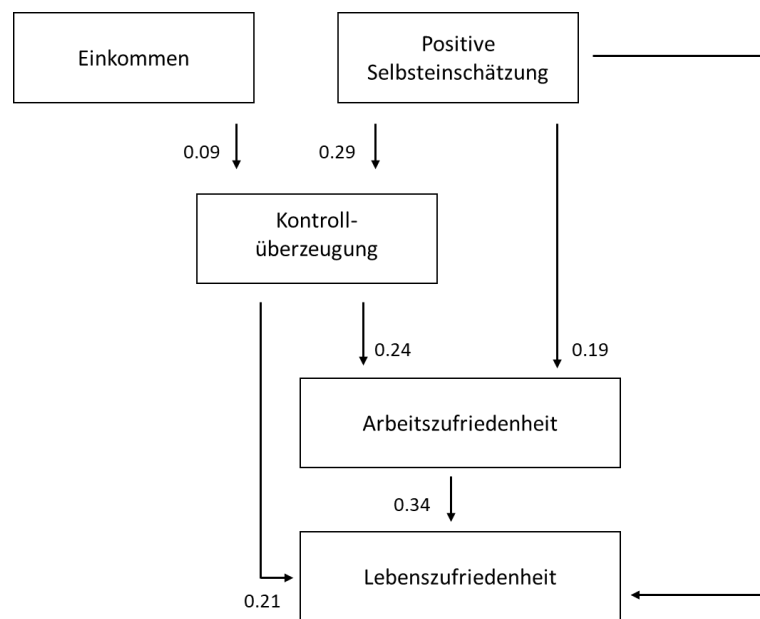 Einkommen
Positive
Selbsteinschätzung
0.09
0.29
Kontroll-
überzeugung
0.24
0.19
Arbeitszufriedenheit
0.34
Lebenszufriedenheit
0.21